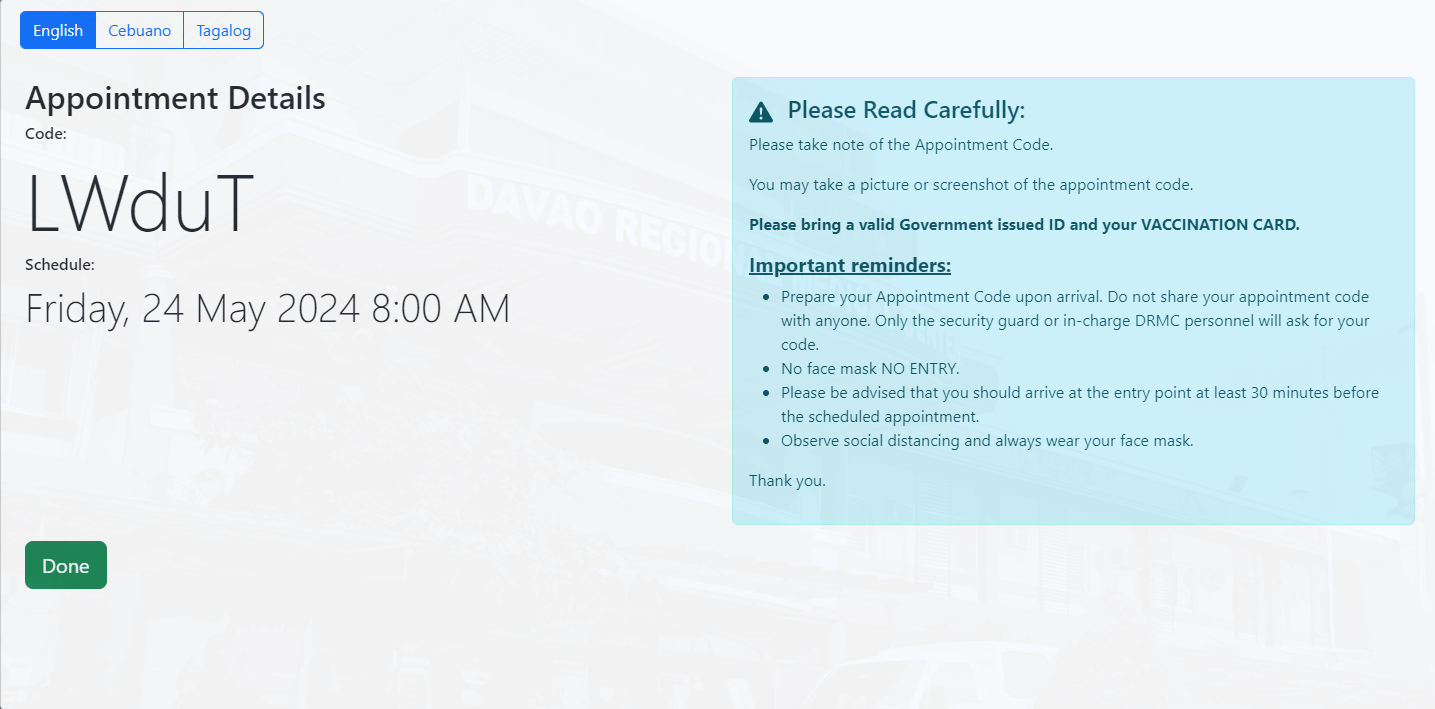 English
Cebuano
Tagalog
Appointment Details
Code:
LWduT
Schedule:
Friday, 24 May 2024 8:00 AM
Done
Please Read Carefully:
Please take note of the Appointment Code.
You may take a picture or screenshot of the appointment code.
Please bring a valid Government issued ID and your VACCINATION CARD.
Important reminders:
Prepare your Appointment Code upon arrival. Do not share your appointment code
with anyone. Only the security guard or in-charge DRMC personnel will ask for your
code.
No face mask NO ENTRY.
Please be advised that you should arrive at the entry point at least 30 minutes before
the scheduled appointment.
Observe social distancing and always wear your face mask.
Thank you.
DAVAO REGIONAL